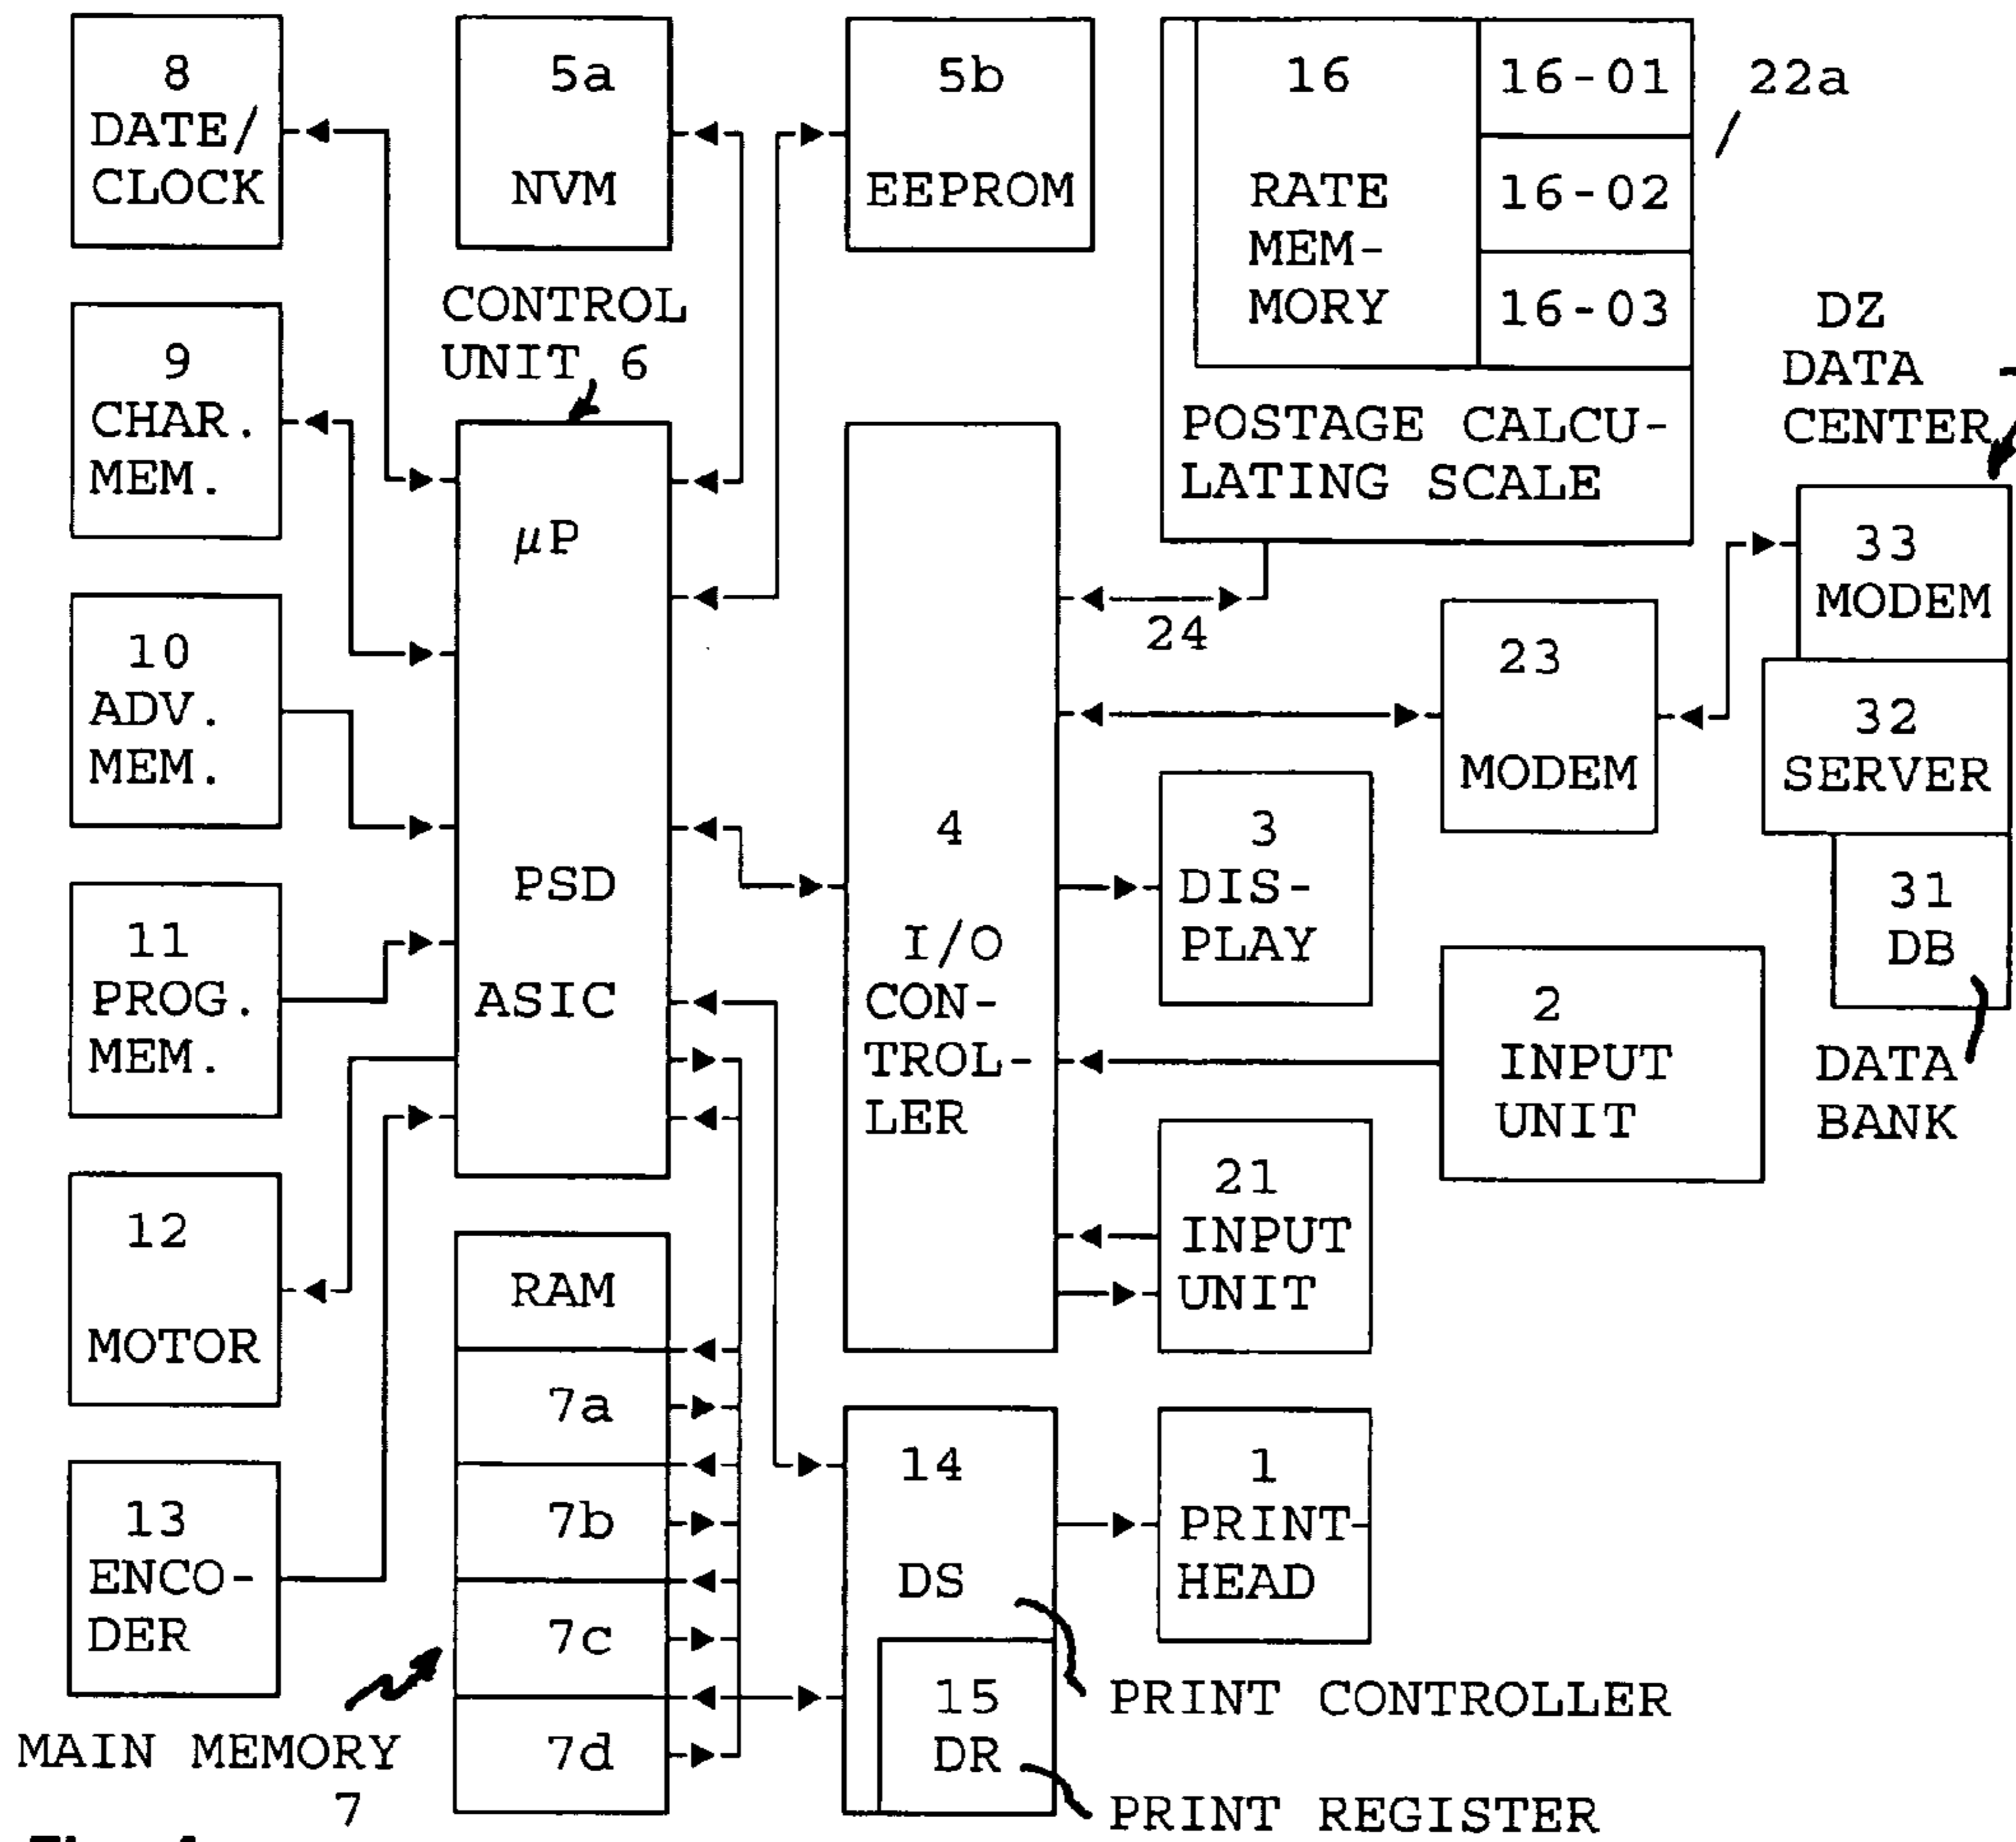 8
DATE/
CLOCK
5a
NVM
5b
EEPROM
16
RATE
MEM-
MORY
16-01
16-02
16-03
22a
POSTAGE CALCU-
LATING SCALE
CONTROL
UNIT 6
DZ
DATA
CENTER
9
CHAR.
MEM.
µP
PSD
ASIC
24
23
MODEM
33
MODEM
32
SERVER
31
DB
DATA
BANK
10
ADV.
MEM.
4
I/O
CON-
TROL-
LER
3
DIS-
PLAY
11
PROG.
MEM.
2
INPUT
UNIT
21
INPUT
UNIT
12
MOTOR
RAM
7a
7b
7c
7d
13
ENCO-
DER
14
DS
15
DR
1
PRINT-
HEAD
PRINT CONTROLLER
PRINT REGISTER
MAIN MEMORY
7